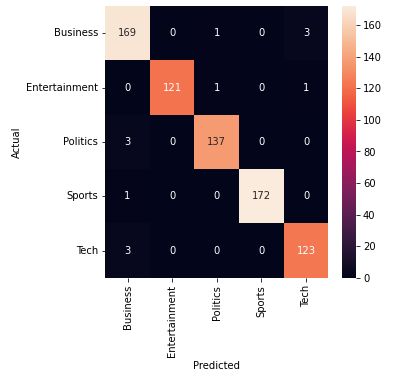 Business 169 0 1 0 3
Entertainment 0 121 1 0 1
Politics 3 0 137 0 0
Sports 1 0 0 172 0
Tech 3 0 0 0 123
Actual
Business Entertainment Politics Sports Tech
Predicted
160
140
120
100
80
60
40
20
0